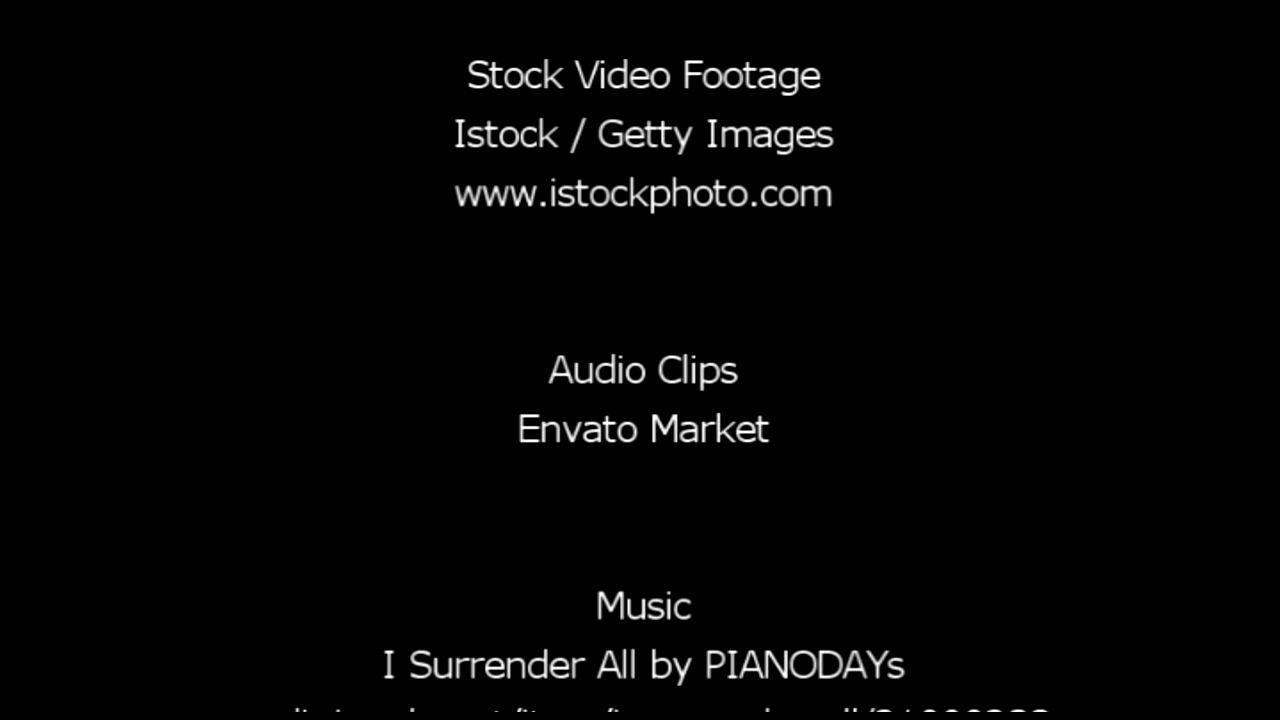 Stock Video Footage
Istock / Getty Images
www.istockphoto.com
Audio Clips
Envato Market
Music
I Surrender All by PIANODAYs